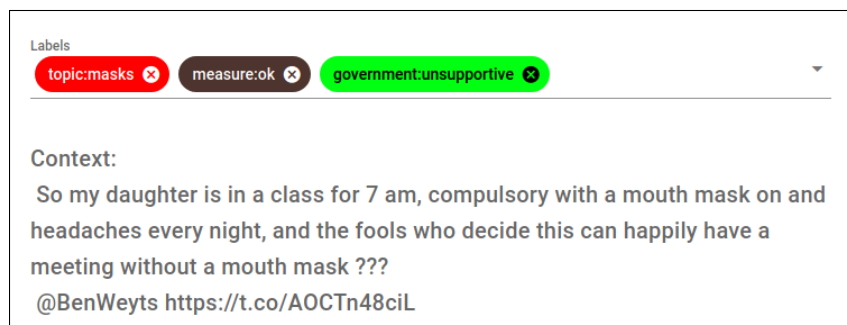 Labels
topic:masks measure:ok government:unsupportive
Context:
So my daughter is in a class for 7 am, compulsory with a mouth mask on and
headaches every night, and the fools who decide this can happily have a
meeting without a mouth mask ???
@BenWeyts https://t.co/AOCTn48ciL